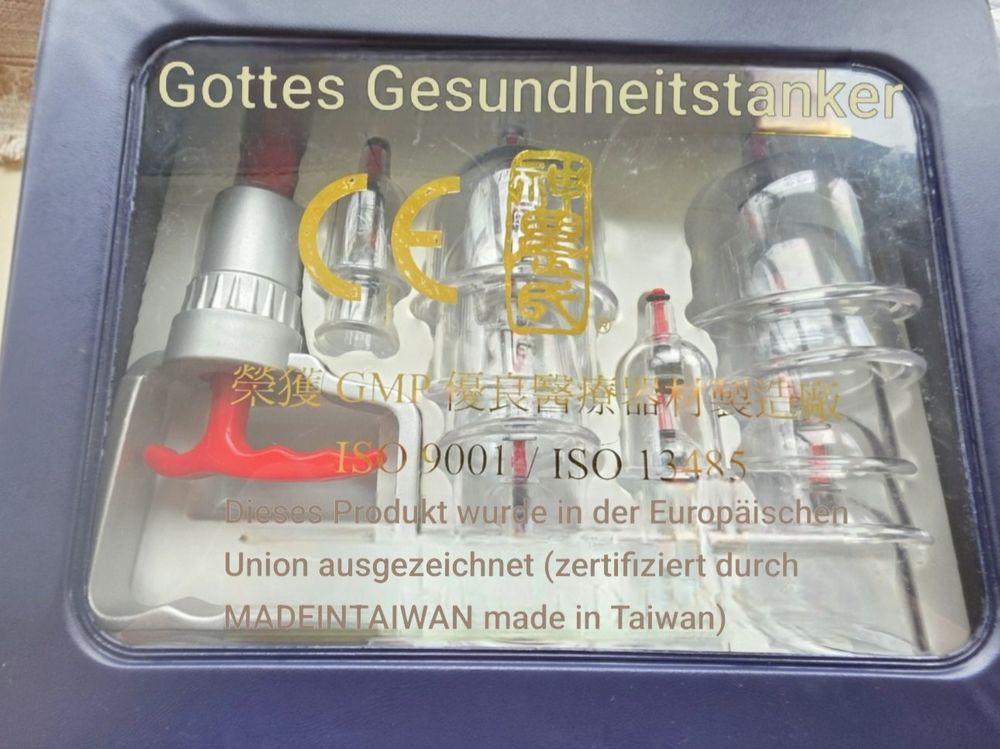 Gottes Gesundheitstanker
CE
®
榮獲 GMP 優良醫療器材製造廠
ISO 9001 / ISO 13485
Dieses Produkt wurde in der Europäischen
Union ausgezeichnet (zertifiziert durch
MADEINTAIWAN made in Taiwan)